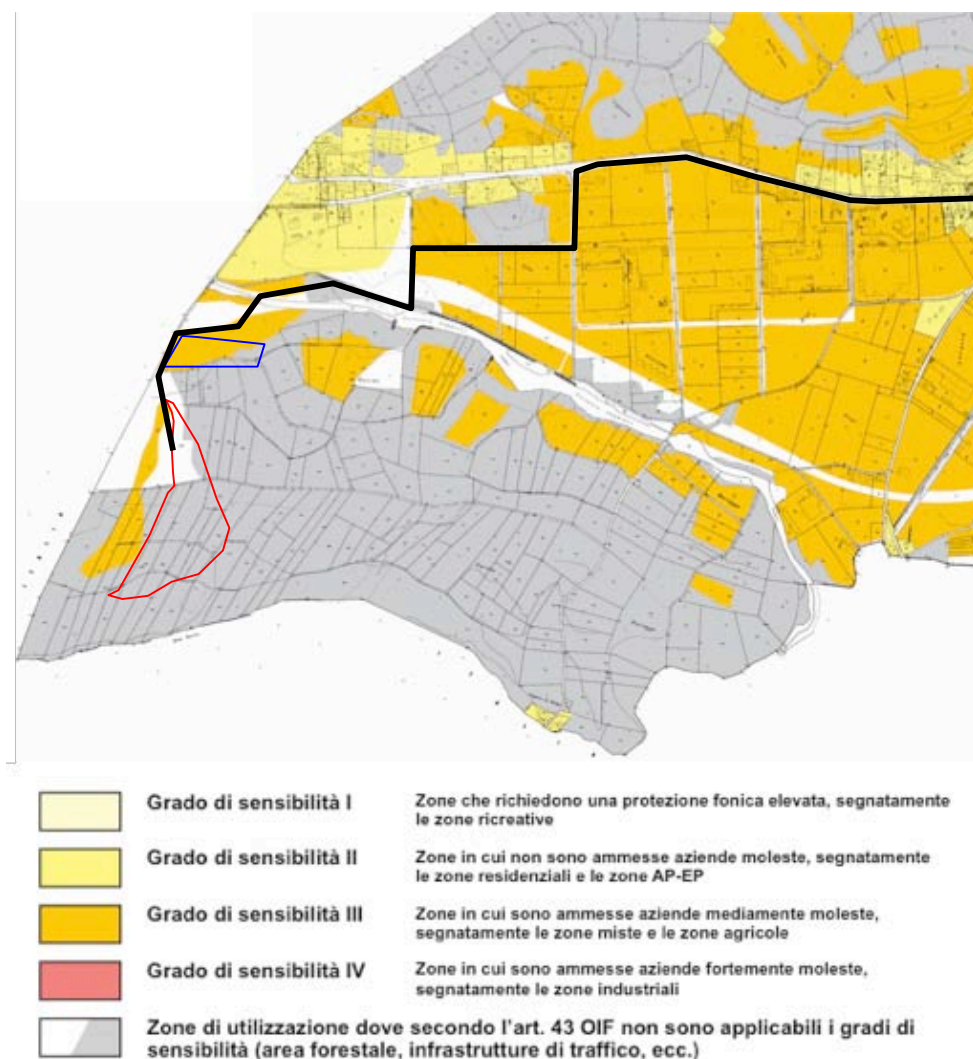 Grado di sensibilità I
Zone che richiedono una protezione fonica elevata, segnatamente
le zone ricreative
Grado di sensibilità II
Zone in cui non sono ammesse aziende moleste, segnatamente
le zone residenziali e le zone AP-EP
Grado di sensibilità III
Zone in cui sono ammesse aziende mediamente moleste,
segnatamente le zone miste e le zone agricole
Grado di sensibilità IV
Zone in cui sono ammesse aziende fortemente moleste,
segnatamente le zone industriali
Zone di utilizzazione dove secondo l'art. 43 OIF non sono applicabili i gradi di
sensibilità (area forestale, infrastrutture di traffico, ecc.)